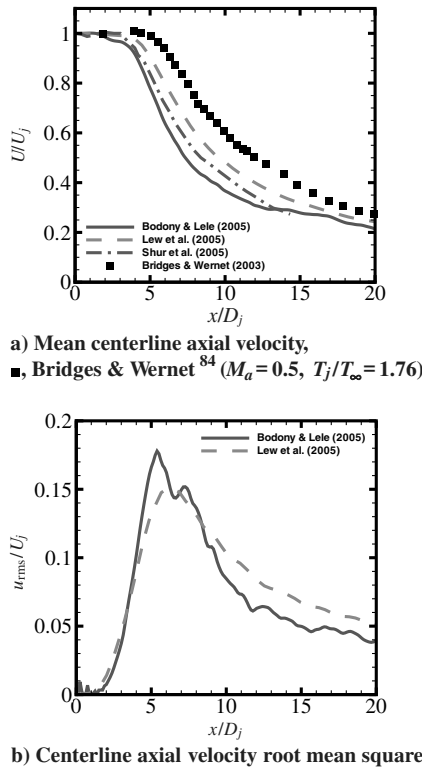 1
0.8
0.6
0.4
0.2
0
U/U_j
Bodony & Lele (2005)
Lew et al. (2005)
Shur et al. (2005)
Bridges & Wernet (2003)
0 5 10 15 20
x/D_j
a) Mean centerline axial velocity,
■, Bridges & Wernet ⁸⁴ (M_a = 0.5, T_j/T_∞ = 1.76)
0.2
0.15
0.1
0.05
0
u_rms/U_j
Bodony & Lele (2005)
Lew et al. (2005)
0 5 10 15 20
x/D_j
b) Centerline axial velocity root mean square